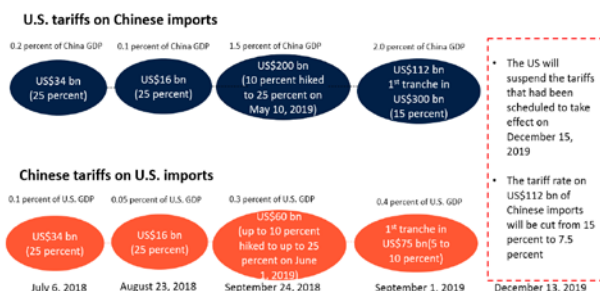 U.S. tariffs on Chinese imports
0.2 percent of China GDP
0.1 percent of China GDP
1.5 percent of China GDP
2.0 percent of China GDP
US$34 bn
(25 percent)
US$16 bn
(25 percent)
US$200 bn
(10 percent hiked
to 25 percent on
May 10, 2019)
US$112 bn
1st tranche in
US$300 bn
(15 percent)
• The US will
suspend the tariffs
that had been
scheduled to take
effect on
December 15,
2019
• The tariff rate on
US$112 bn of
Chinese imports
will be cut from 15
percent to 7.5
percent
Chinese tariffs on U.S. imports
0.1 percent of U.S. GDP
0.05 percent of U.S. GDP
0.3 percent of U.S. GDP
0.4 percent of U.S. GDP
US$34 bn
(25 percent)
US$16 bn
(25 percent)
US$60 bn
(up to 10 percent
hiked to up to 25
percent on June
1, 2019)
1st tranche in
US$75 bn(5 to
10 percent)
July 6, 2018
August 23, 2018
September 24, 2018
September 1, 2019
December 13, 2019